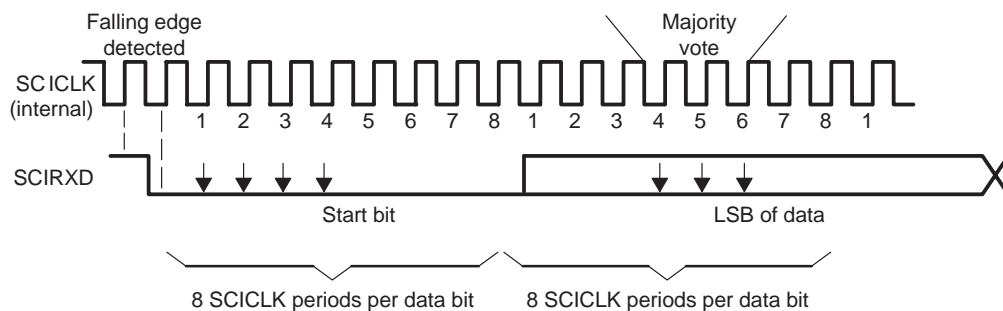 Falling edge
detected
Majority
vote
SCICLK
(internal)
1 2 3 4 5 6 7 8 1 2 3 4 5 6 7 8 1
SCIRXD
Start bit
LSB of data
8 SCICLK periods per data bit
8 SCICLK periods per data bit